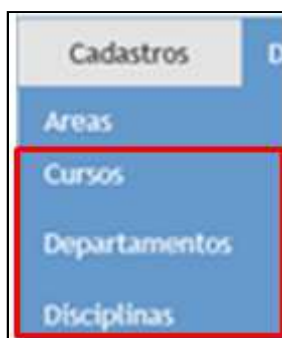 Cadastros D
Areas
Cursos
Departamentos
Disciplinas